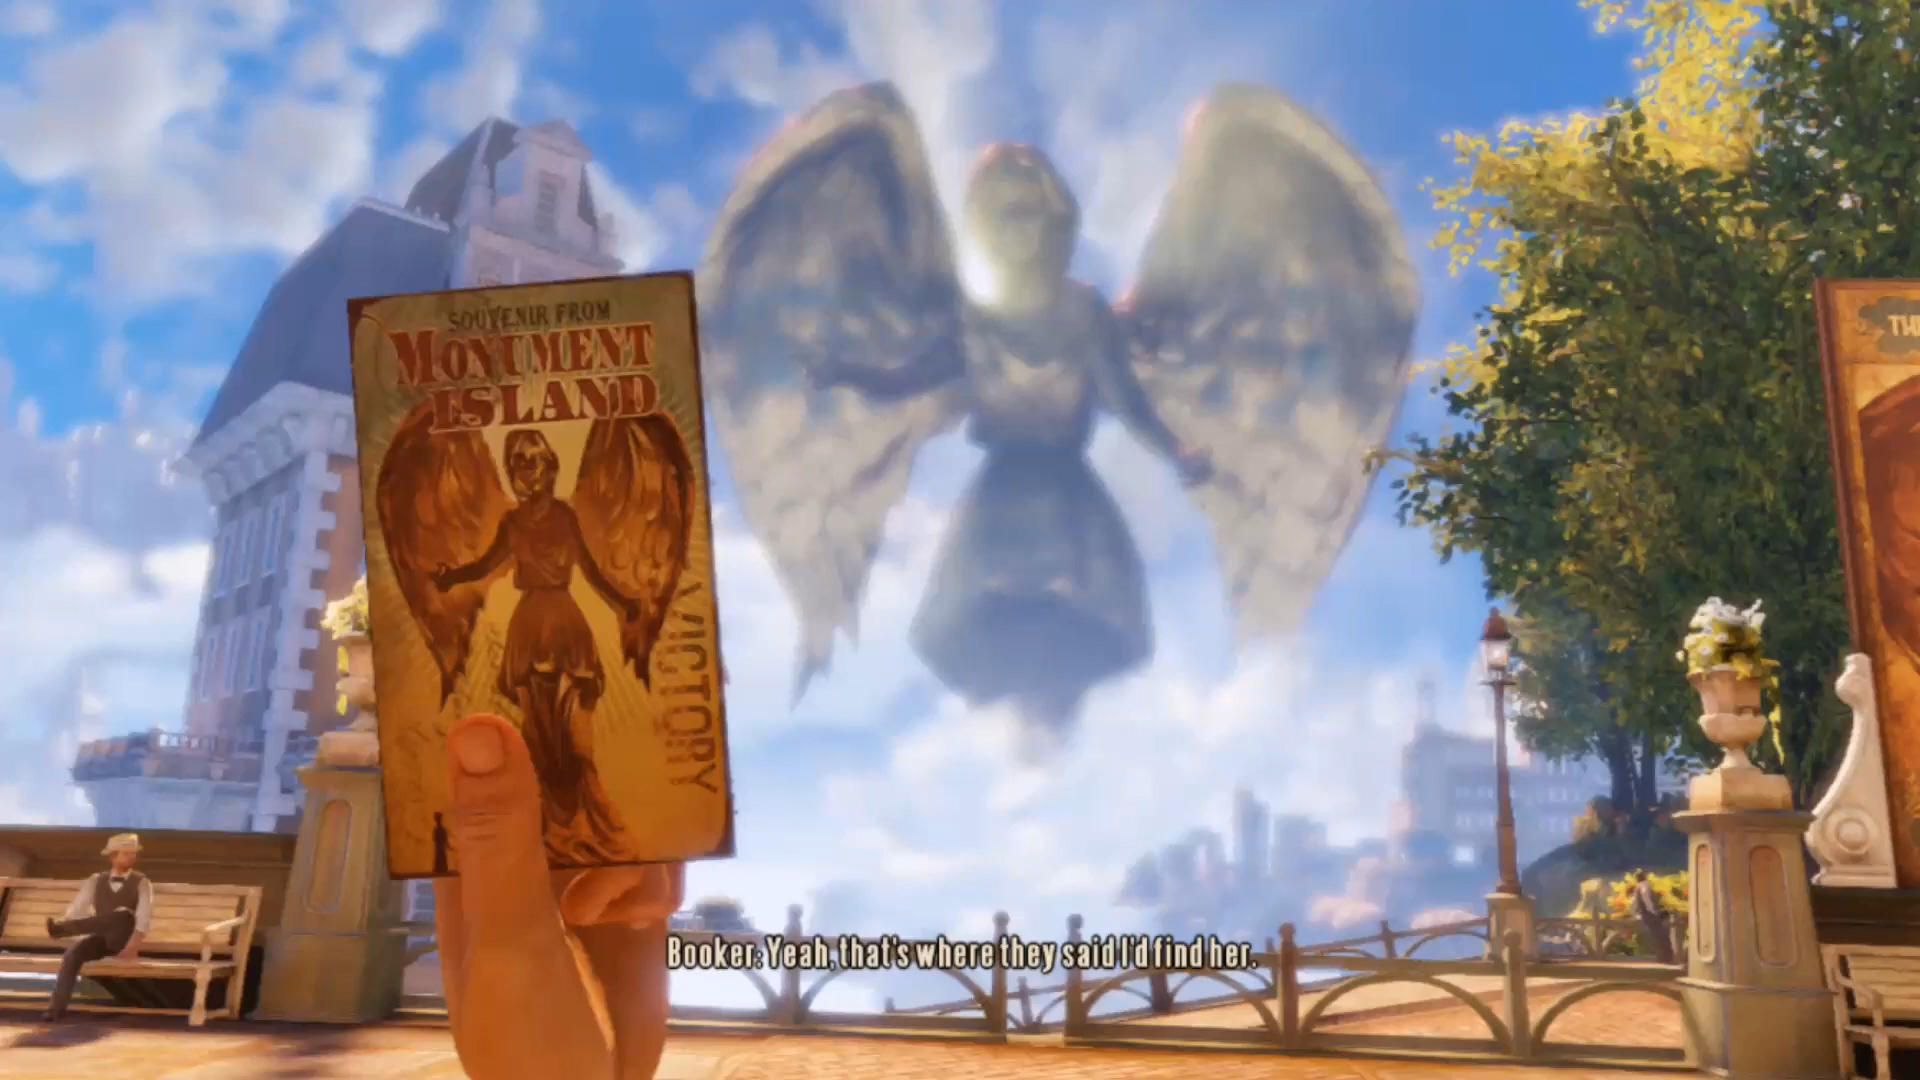 SOUVENIR FROM
MONUMENT
ISLAND
VICTORY
Booker: Yeah, that's where they said I'd find her.